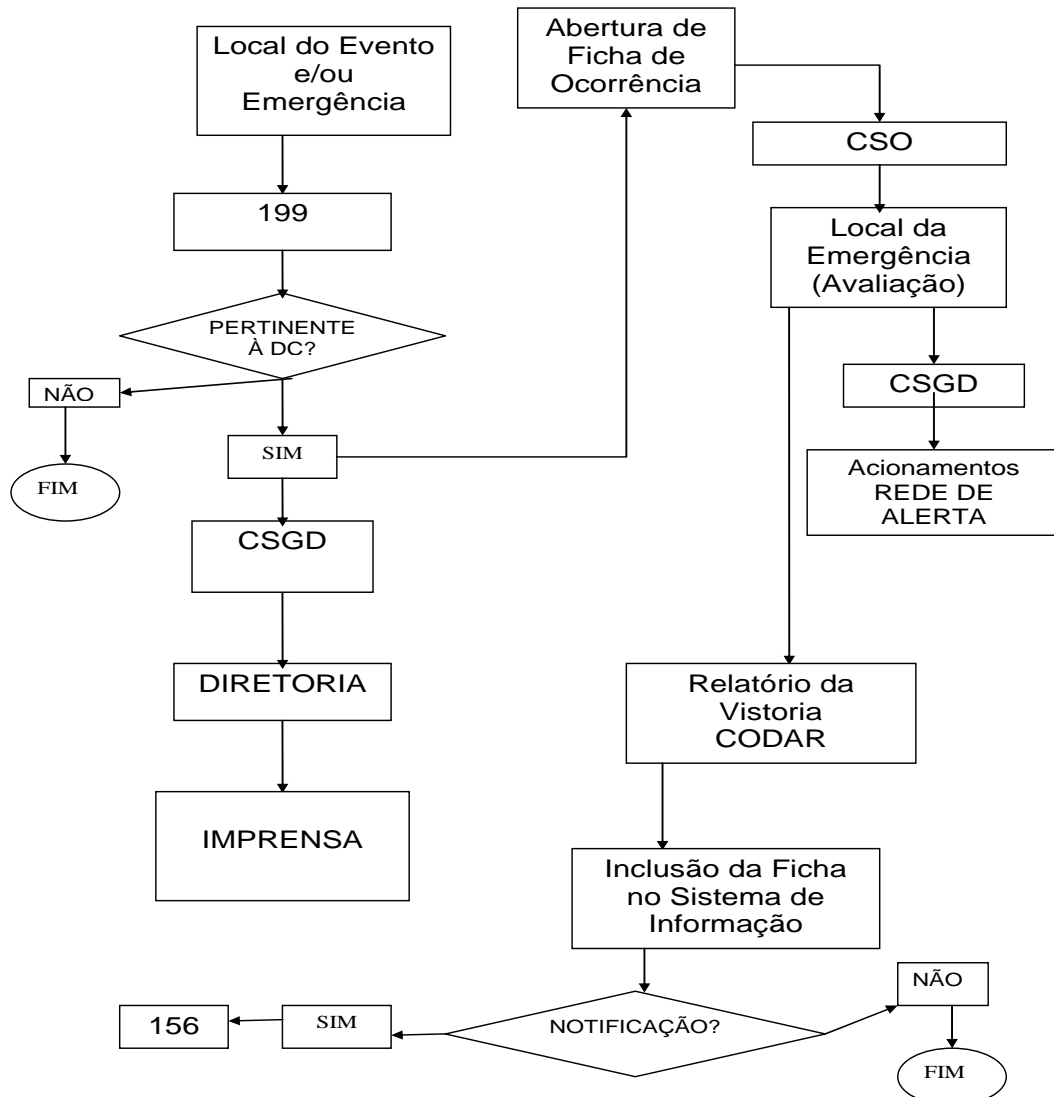 Local do Evento
e/ou
Emergência
199
PERTINENTE
À DC?
NÃO
FIM
SIM
CSGD
DIRETORIA
IMPRENSA
Abertura de
Ficha de
Ocorrência
CSO
Local da
Emergência
(Avaliação)
CSGD
Acionamentos
REDE DE
ALERTA
Relatório da
Vistoria
CODAR
Inclusão da Ficha
no Sistema de
Informação
NOTIFICAÇÃO?
SIM
156
NÃO
FIM